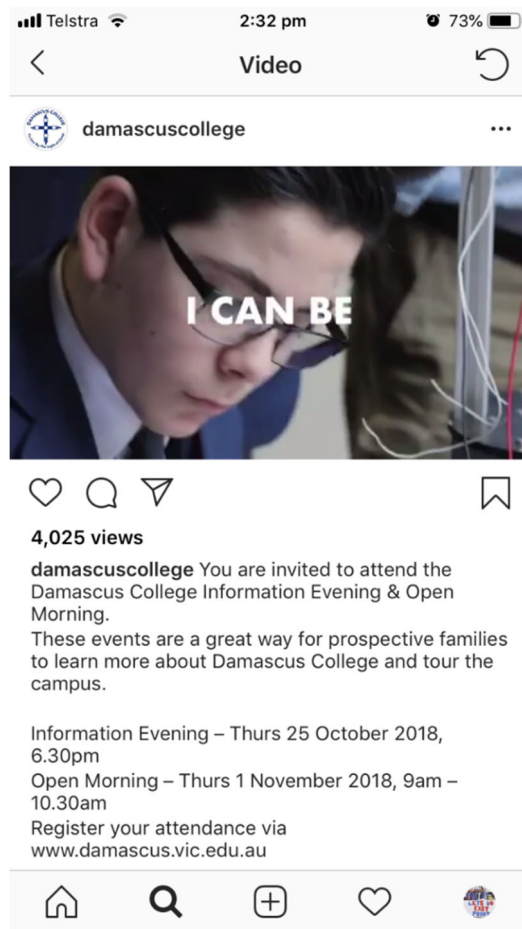 Telstra 2:32 pm 73%
Video
damascuscollege
I CAN BE
4,025 views
damascuscollege You are invited to attend the
Damascus College Information Evening & Open
Morning.
These events are a great way for prospective families
to learn more about Damascus College and tour the
campus.
Information Evening – Thurs 25 October 2018,
6.30pm
Open Morning – Thurs 1 November 2018, 9am –
10.30am
Register your attendance via
www.damascus.vic.edu.au